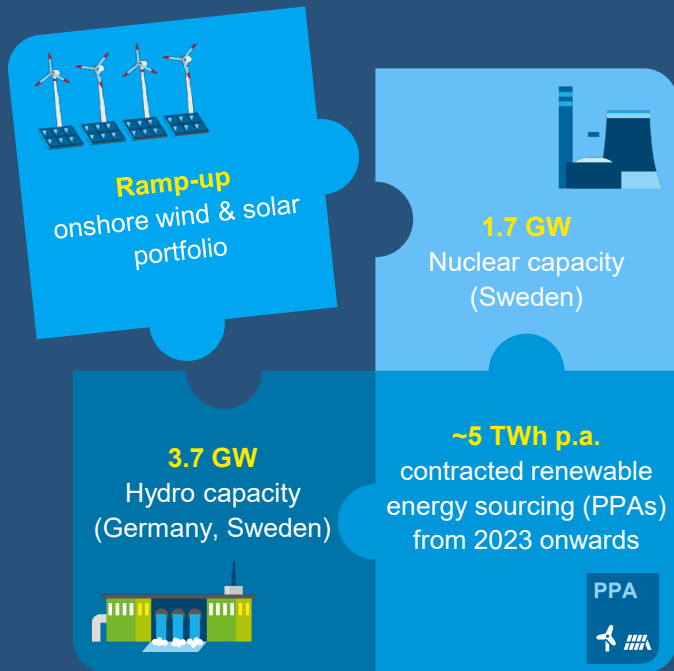 Ramp-up
onshore wind & solar
portfolio
1.7 GW
Nuclear capacity
(Sweden)
3.7 GW
Hydro capacity
(Germany, Sweden)
~5 TWh p.a.
contracted renewable
energy sourcing (PPAs)
from 2023 onwards
PPA